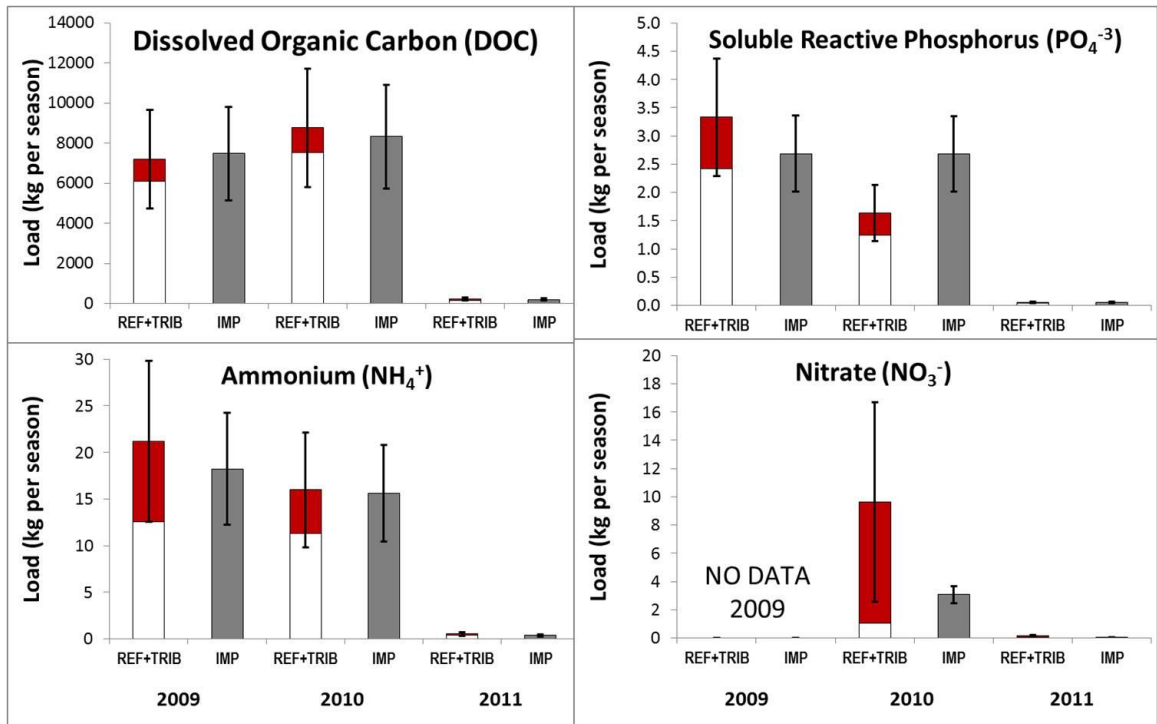 Dissolved Organic Carbon (DOC)
Load (kg per season)
14000
12000
10000
8000
6000
4000
2000
0
REF+TRIB IMP REF+TRIB IMP REF+TRIB IMP
Soluble Reactive Phosphorus (PO₄⁻³)
Load (kg per season)
5.0
4.5
4.0
3.5
3.0
2.5
2.0
1.5
1.0
0.5
0.0
REF+TRIB IMP REF+TRIB IMP REF+TRIB IMP
Ammonium (NH₄⁺)
Load (kg per season)
30
25
20
15
10
5
0
REF+TRIB IMP REF+TRIB IMP REF+TRIB IMP
2009 2010 2011
Nitrate (NO₃⁻)
Load (kg per season)
20
18
16
14
12
10
8
6
4
2
0
NO DATA
2009
REF+TRIB IMP REF+TRIB IMP REF+TRIB IMP
2009 2010 2011